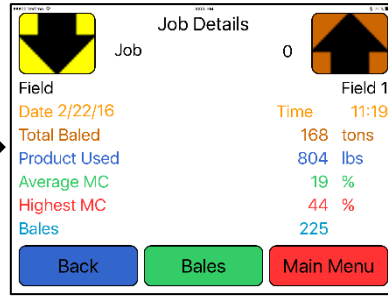 Job Details
Job 0
Field Field 1
Date 2/22/16 Time 11:19
Total Baled 168 tons
Product Used 804 lbs
Average MC 19 %
Highest MC 44 %
Bales 225
Back Bales Main Menu